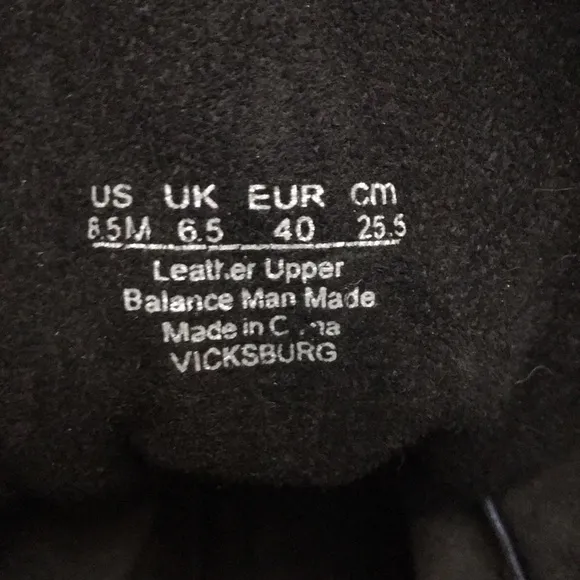 US UK EUR cm
8.5M 6.5 40 25.5
Leather Upper
Balance Man Made
Made in China
VICKSBURG